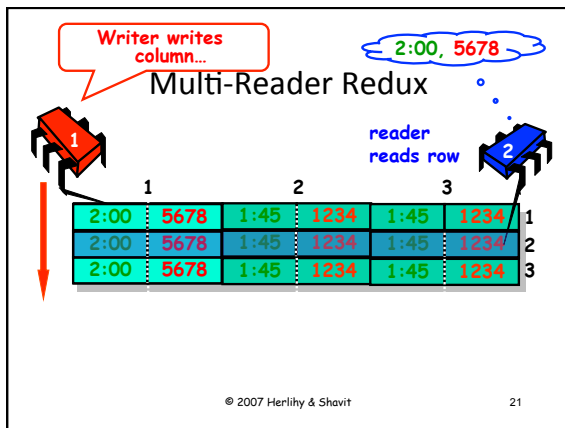 Writer writes
column…
2:00, 5678
Multi-Reader Redux
1
reader
reads row
2
1 2 3
2:00 5678 1:45 1234 1:45 1234 1
2:00 5678 1:45 1234 1:45 1234 2
2:00 5678 1:45 1234 1:45 1234 3
© 2007 Herlihy & Shavit 21